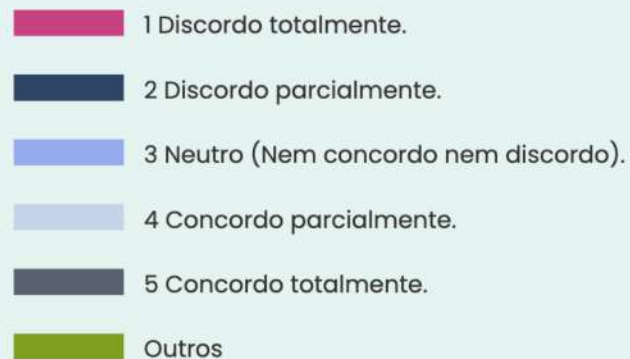 1 Discordo totalmente.
2 Discordo parcialmente.
3 Neutro (Nem concordo nem discordo).
4 Concordo parcialmente.
5 Concordo totalmente.
Outros